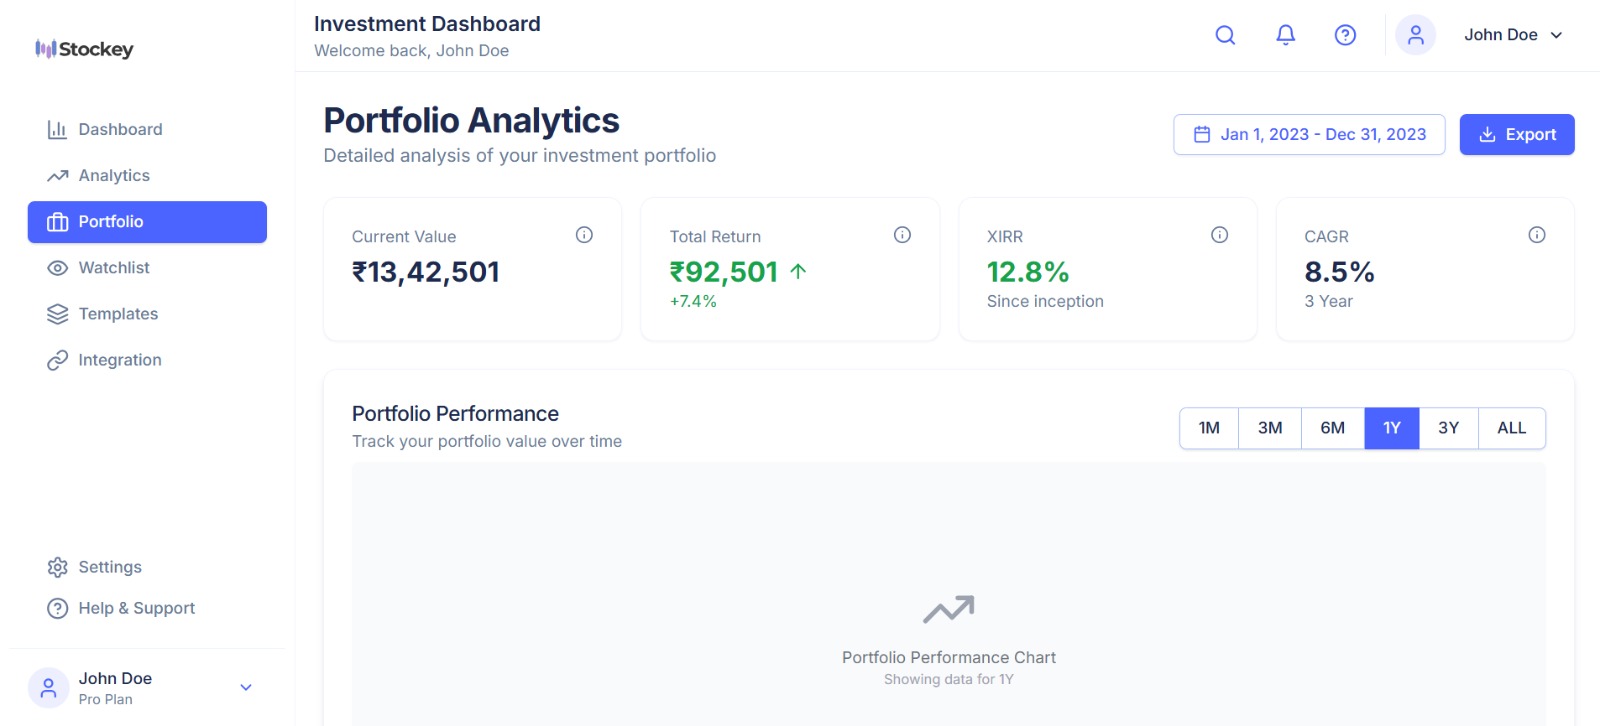 Stockey
Dashboard
Analytics
Portfolio
Watchlist
Templates
Integration
Settings
Help & Support
John Doe
Pro Plan
Investment Dashboard
Welcome back, John Doe
John Doe
Portfolio Analytics
Detailed analysis of your investment portfolio
Jan 1, 2023 - Dec 31, 2023
Export
Current Value
₹13,42,501
Total Return
₹92,501
+7.4%
XIRR
12.8%
Since inception
CAGR
8.5%
3 Year
Portfolio Performance
Track your portfolio value over time
1M 3M 6M 1Y 3Y ALL
Portfolio Performance Chart
Showing data for 1Y